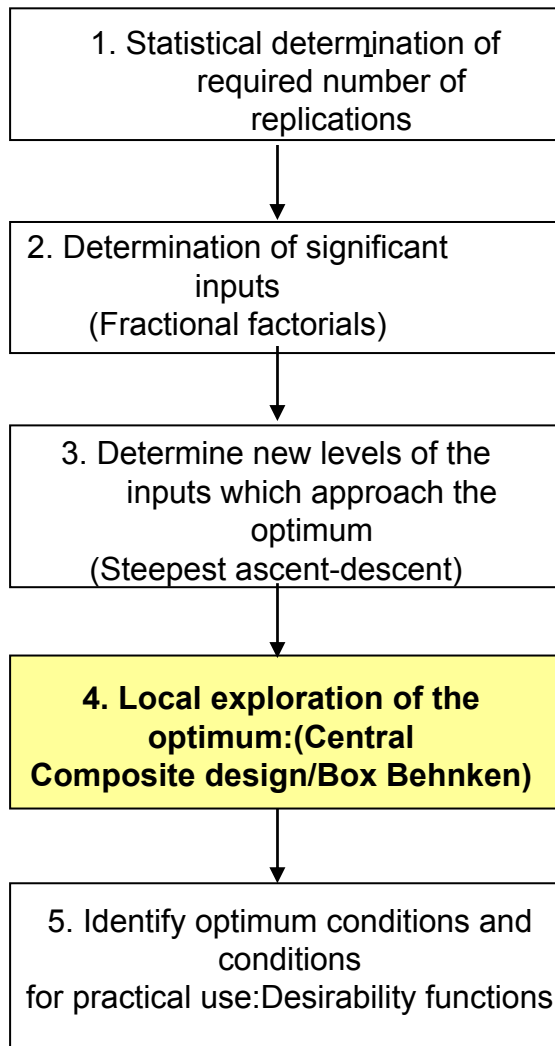 1. Statistical determination of
required number of
replications
2. Determination of significant
inputs
(Fractional factorials)
3. Determine new levels of the
inputs which approach the
optimum
(Steepest ascent-descent)
4. Local exploration of the
optimum:(Central
Composite design/Box Behnken)
5. Identify optimum conditions and
conditions
for practical use:Desirability functions